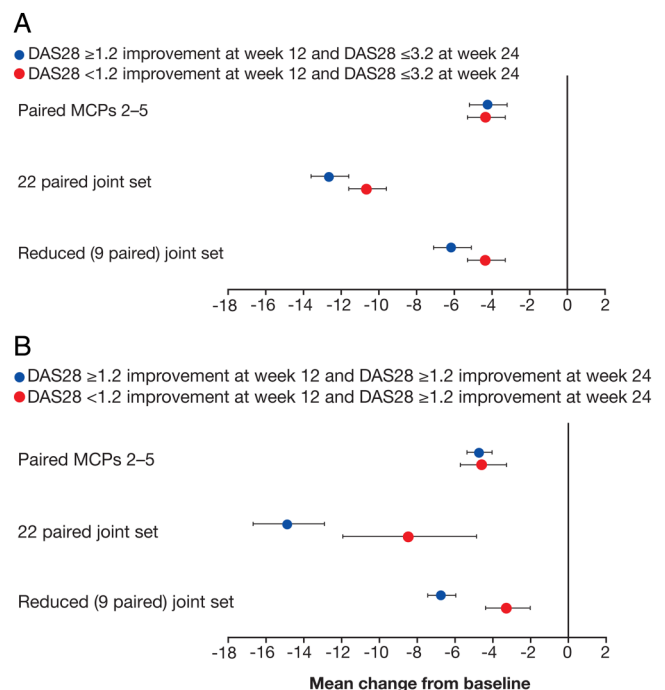 A
DAS28 ≥1.2 improvement at week 12 and DAS28 ≤3.2 at week 24
DAS28 <1.2 improvement at week 12 and DAS28 ≤3.2 at week 24
Paired MCPs 2–5
22 paired joint set
Reduced (9 paired) joint set
-18 -16 -14 -12 -10 -8 -6 -4 -2 0 2
B
DAS28 ≥1.2 improvement at week 12 and DAS28 ≥1.2 improvement at week 24
DAS28 <1.2 improvement at week 12 and DAS28 ≥1.2 improvement at week 24
Paired MCPs 2–5
22 paired joint set
Reduced (9 paired) joint set
-18 -16 -14 -12 -10 -8 -6 -4 -2 0 2
Mean change from baseline